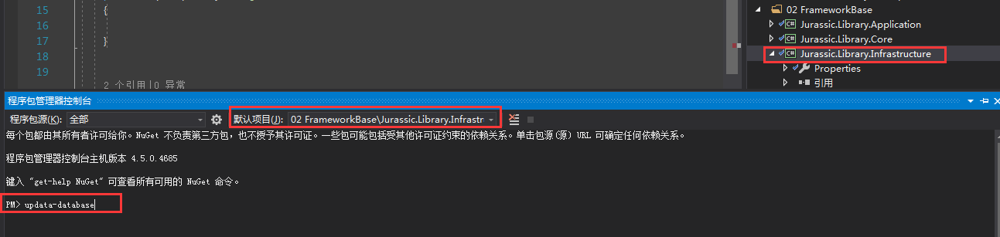 15
{
16
17
}
18
19
2 个引用|0 异常
02 FrameworkBase
Jurassic.Library.Application
Jurassic.Library.Core
Jurassic.Library.Infrastructure
Properties
引用
程序包管理器控制台
程序包源(K): 全部
默认项目(J): 02 FrameworkBase\Jurassic.Library.Infrastr
每个包都由其所有者许可给你。NuGet 不负责第三方包，也不授予其许可证。一些包可能包括受其他许可证约束的依赖关系。单击包源(源) URL 可确定任何依赖关系。
程序包管理器控制台主机版本 4.5.0.4685
键入 "get-help NuGet" 可查看所有可用的 NuGet 命令。
PM> updata-database